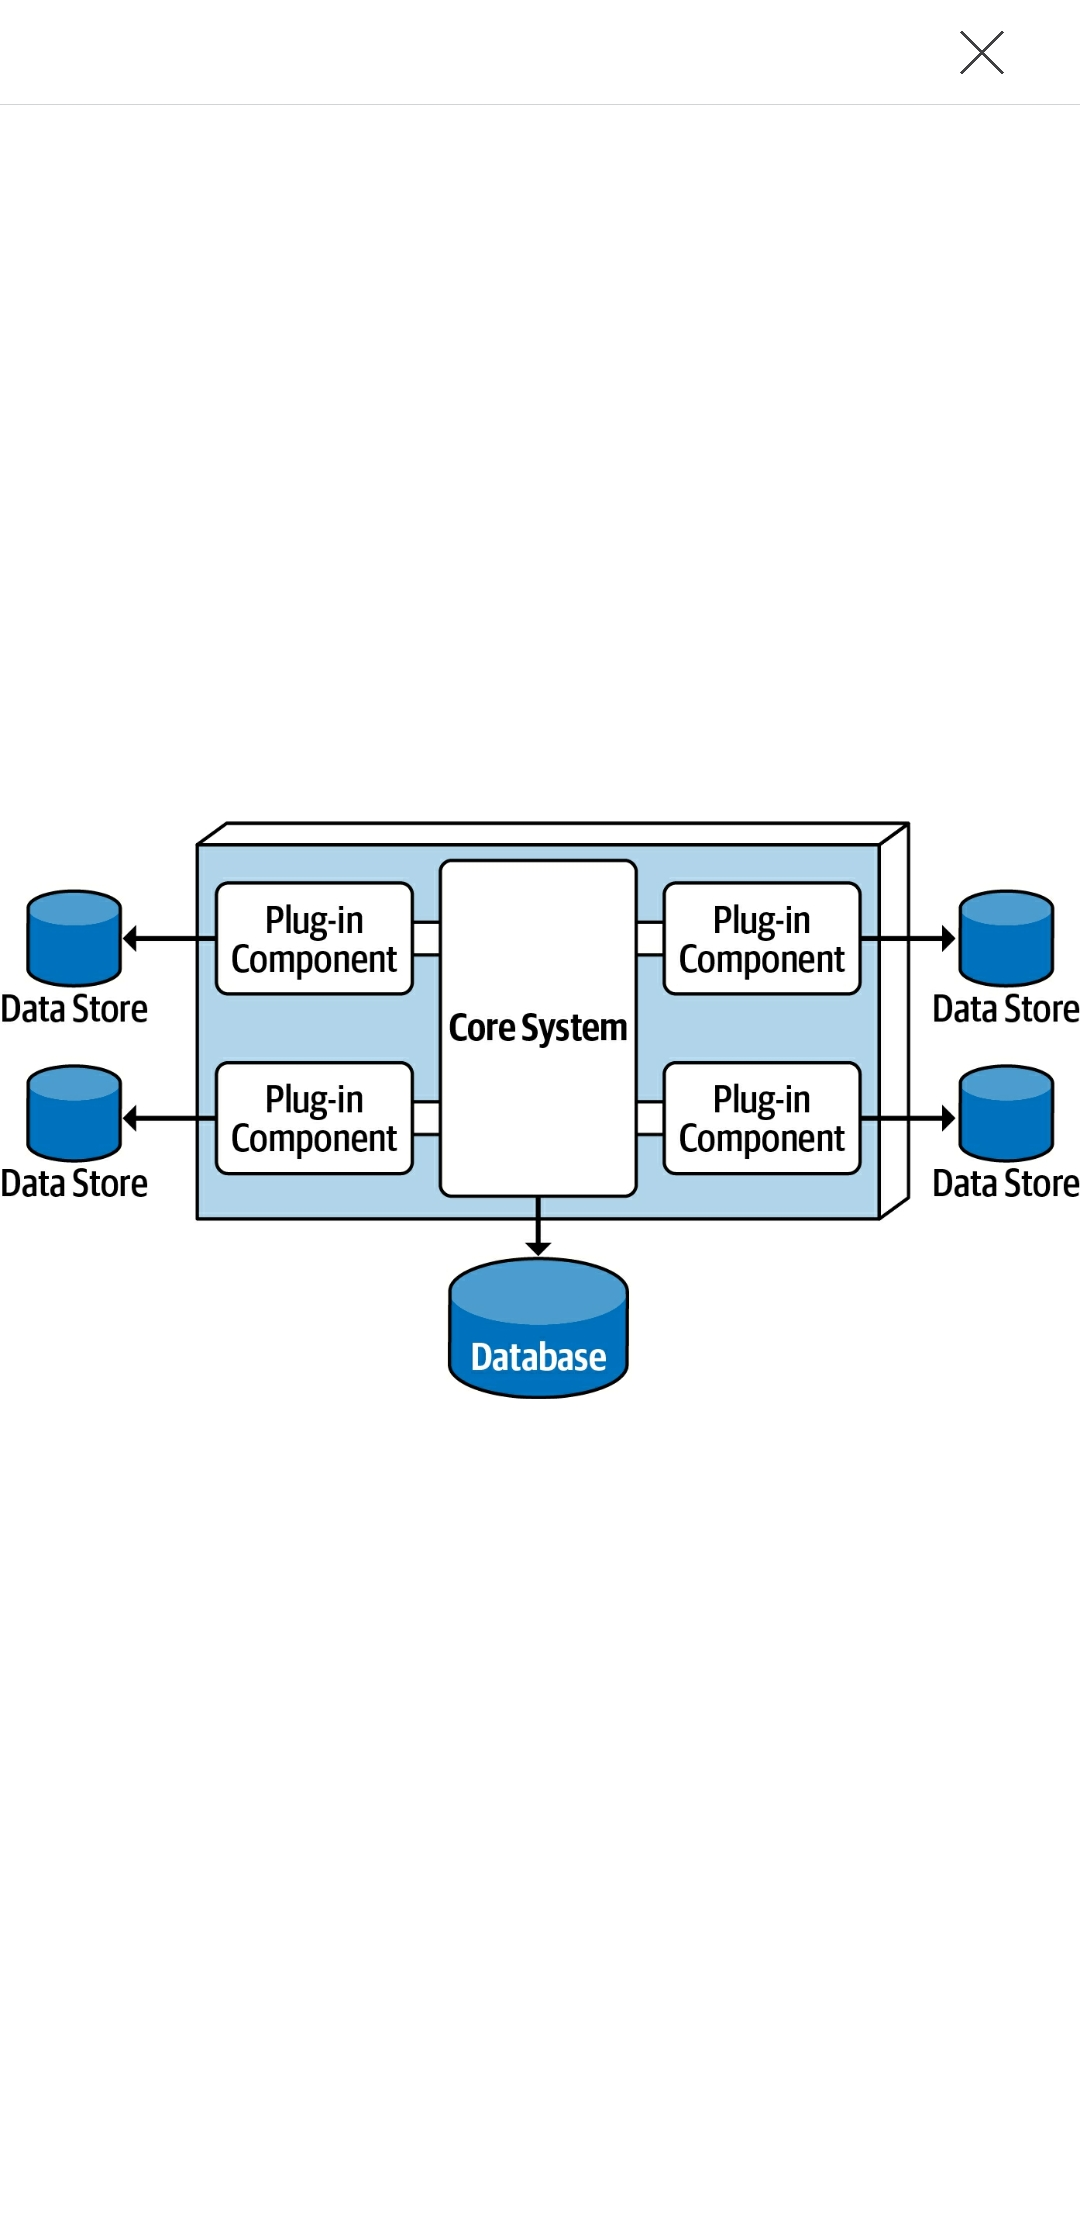 Plug-in
Component
Plug-in
Component
Data Store
Core System
Data Store
Plug-in
Component
Plug-in
Component
Data Store
Data Store
Database